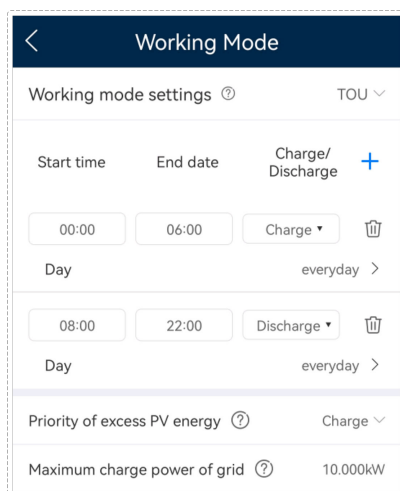 Working Mode
Working mode settings ? TOU
Start time End date Charge/
Discharge +
00:00 06:00 Charge
Day everyday
08:00 22:00 Discharge
Day everyday
Priority of excess PV energy ? Charge
Maximum charge power of grid ? 10.000kW